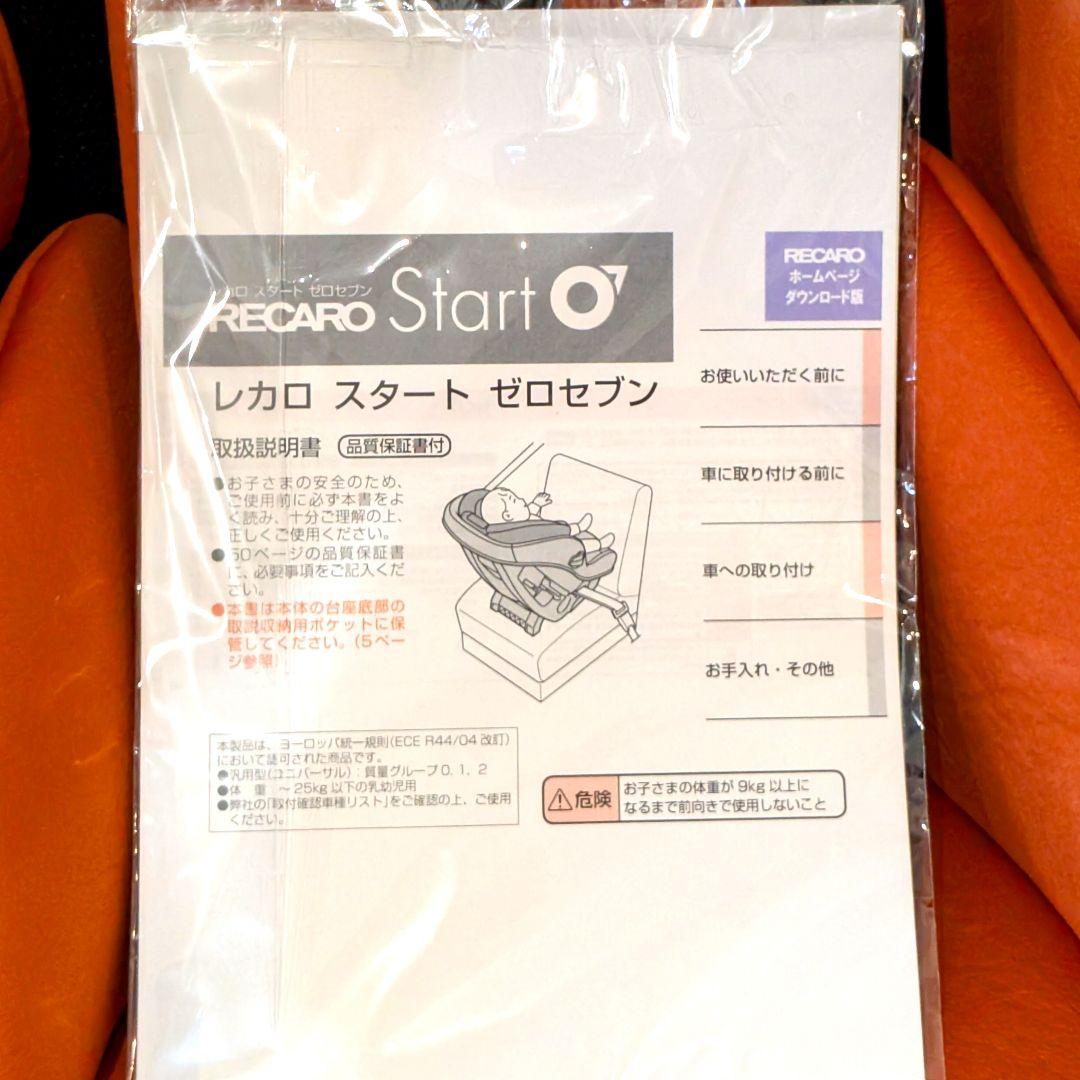 レカロ スタート ゼロセブン
RECARO Start 07
RECARO
ホームページ
ダウンロード版
レカロ スタート ゼロセブン
取扱説明書 品質保証書付
●お子さまの安全のため、
ご使用前に必ず本書をよ
く読み、十分ご理解の上、
正しくご使用ください。
●60ページの品質保証書
に、必要事項をご記入くだ
さい。
●本書は本体の台座底部の
取説収納用ポケットに保
管してください。(5ペー
ジ参照)
お使いいただく前に
車に取り付ける前に
車への取り付け
お手入れ・その他
本製品は、ヨーロッパ統一規則(ECE R44/04 改訂)
において認可された商品です。
●汎用型(ユニバーサル):質量グループ0, 1, 2
●体 重:～25kg 以下の乳幼児用
●弊社の「取付確認車種リスト」をご確認の上、ご使用
ください。
危険
お子さまの体重が 9kg 以上に
なるまで前向きで使用しないこと